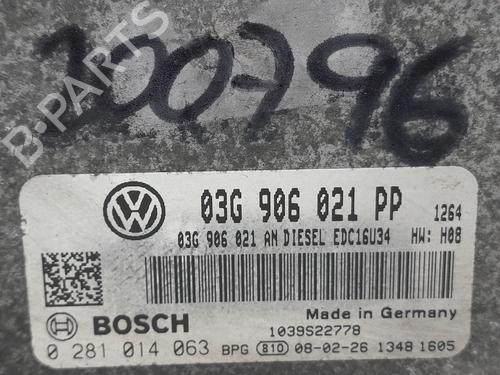 300796
B-PARTS
03G 906 021 PP 1264
03G 906 021 AN DIESEL EDC16U34 HW: H08
Made in Germany
BOSCH 1039S22778
0 281 014 063 BPG 810 08-02-26 1348 1605